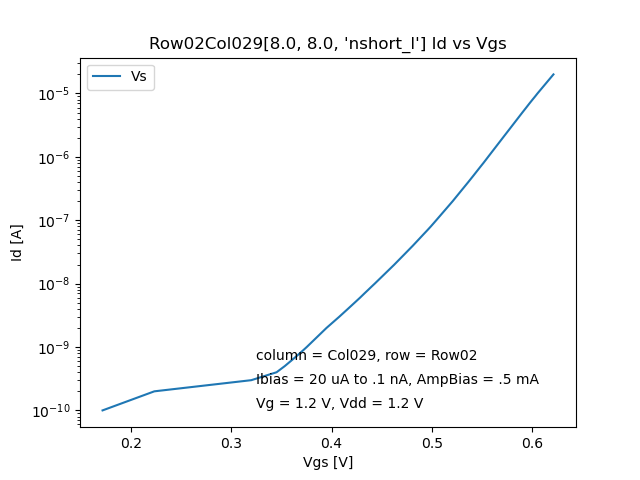 Row02Col029[8.0, 8.0, 'nshort_l'] Id vs Vgs
Vs
Id [A]
10⁻⁵
10⁻⁶
10⁻⁷
10⁻⁸
10⁻⁹
10⁻¹⁰
column = Col029, row = Row02
Ibias = 20 uA to .1 nA, AmpBias = .5 mA
Vg = 1.2 V, Vdd = 1.2 V
0.2 0.3 0.4 0.5 0.6
Vgs [V]